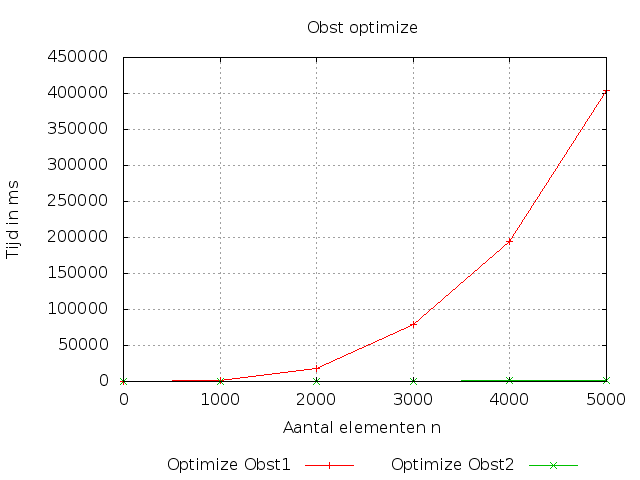 Obst optimize
450000
400000
350000
300000
250000
200000
150000
100000
50000
0
Tijd in ms
0 1000 2000 3000 4000 5000
Aantal elementen n
Optimize Obst1 Optimize Obst2